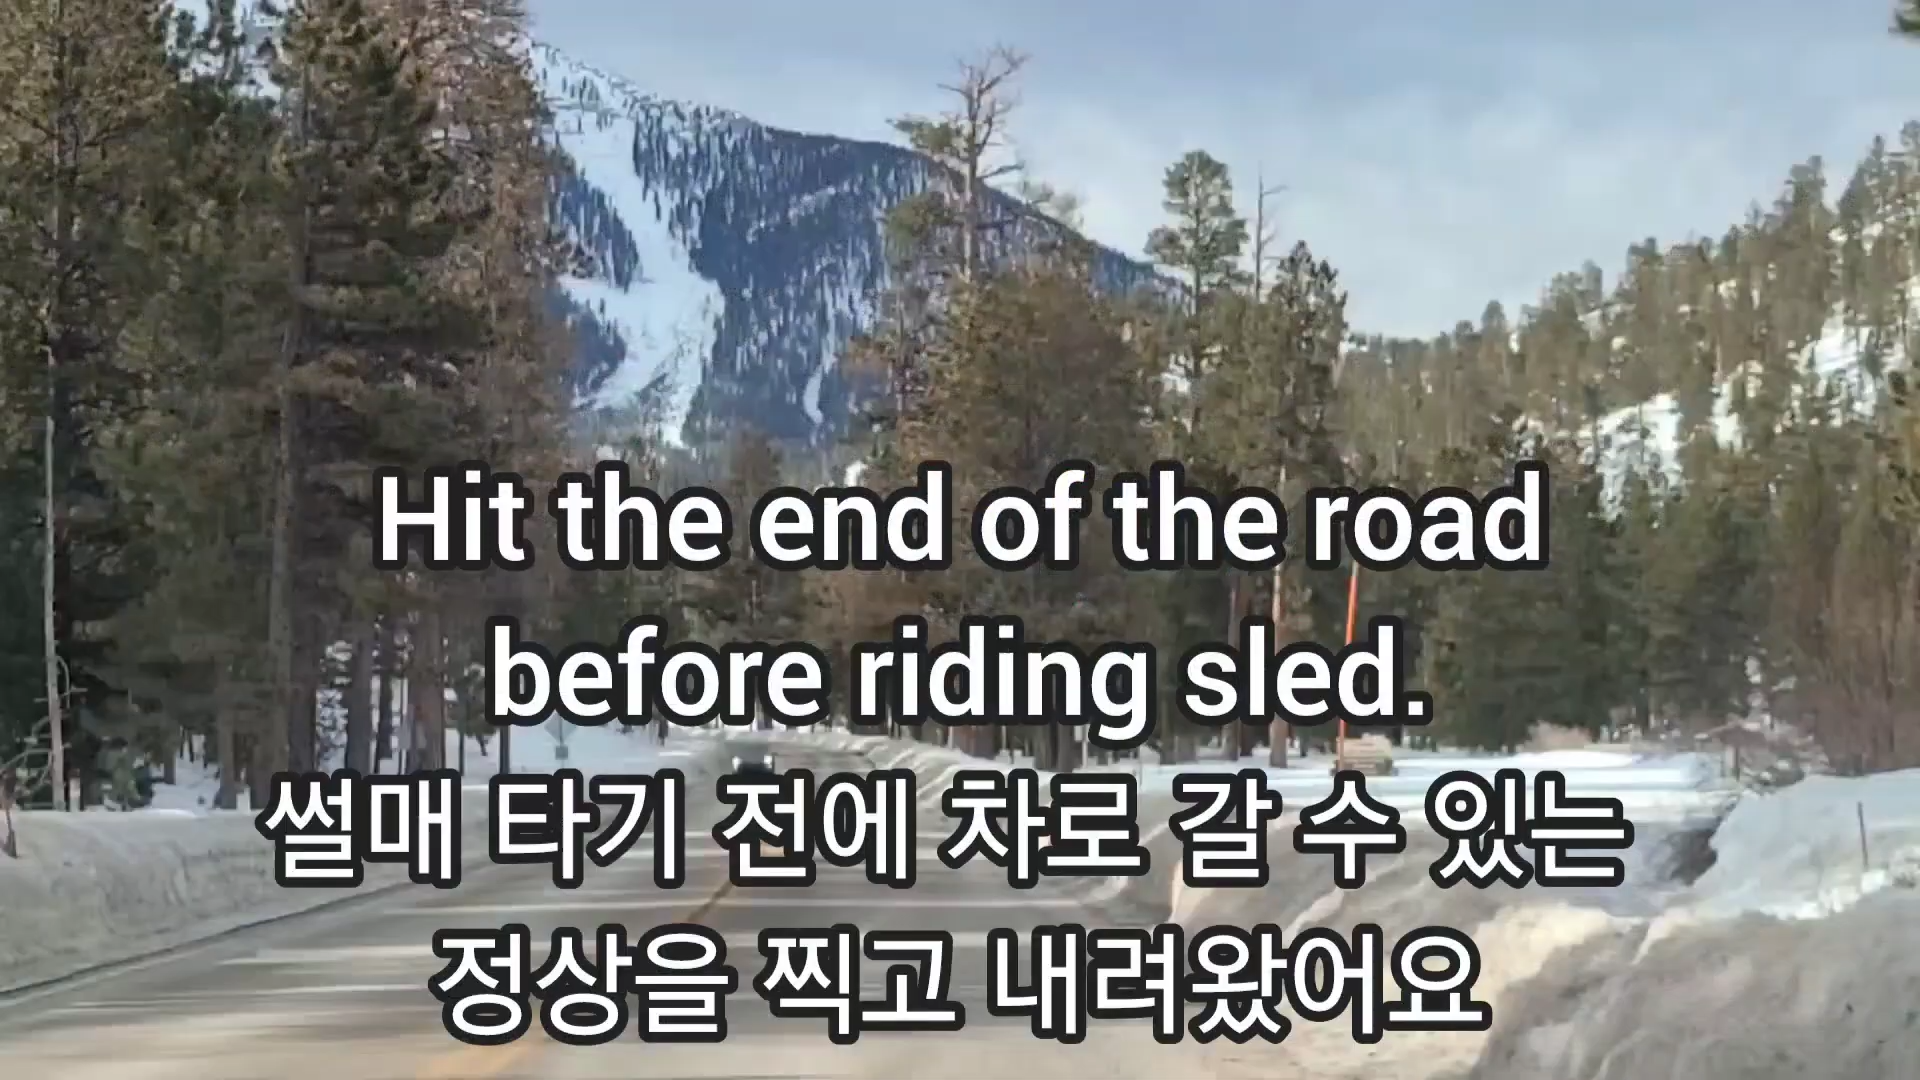 Hit the end of the road
before riding sled.
썰매 타기 전에 차로 갈 수 있는
정상을 찍고 내려왔어요